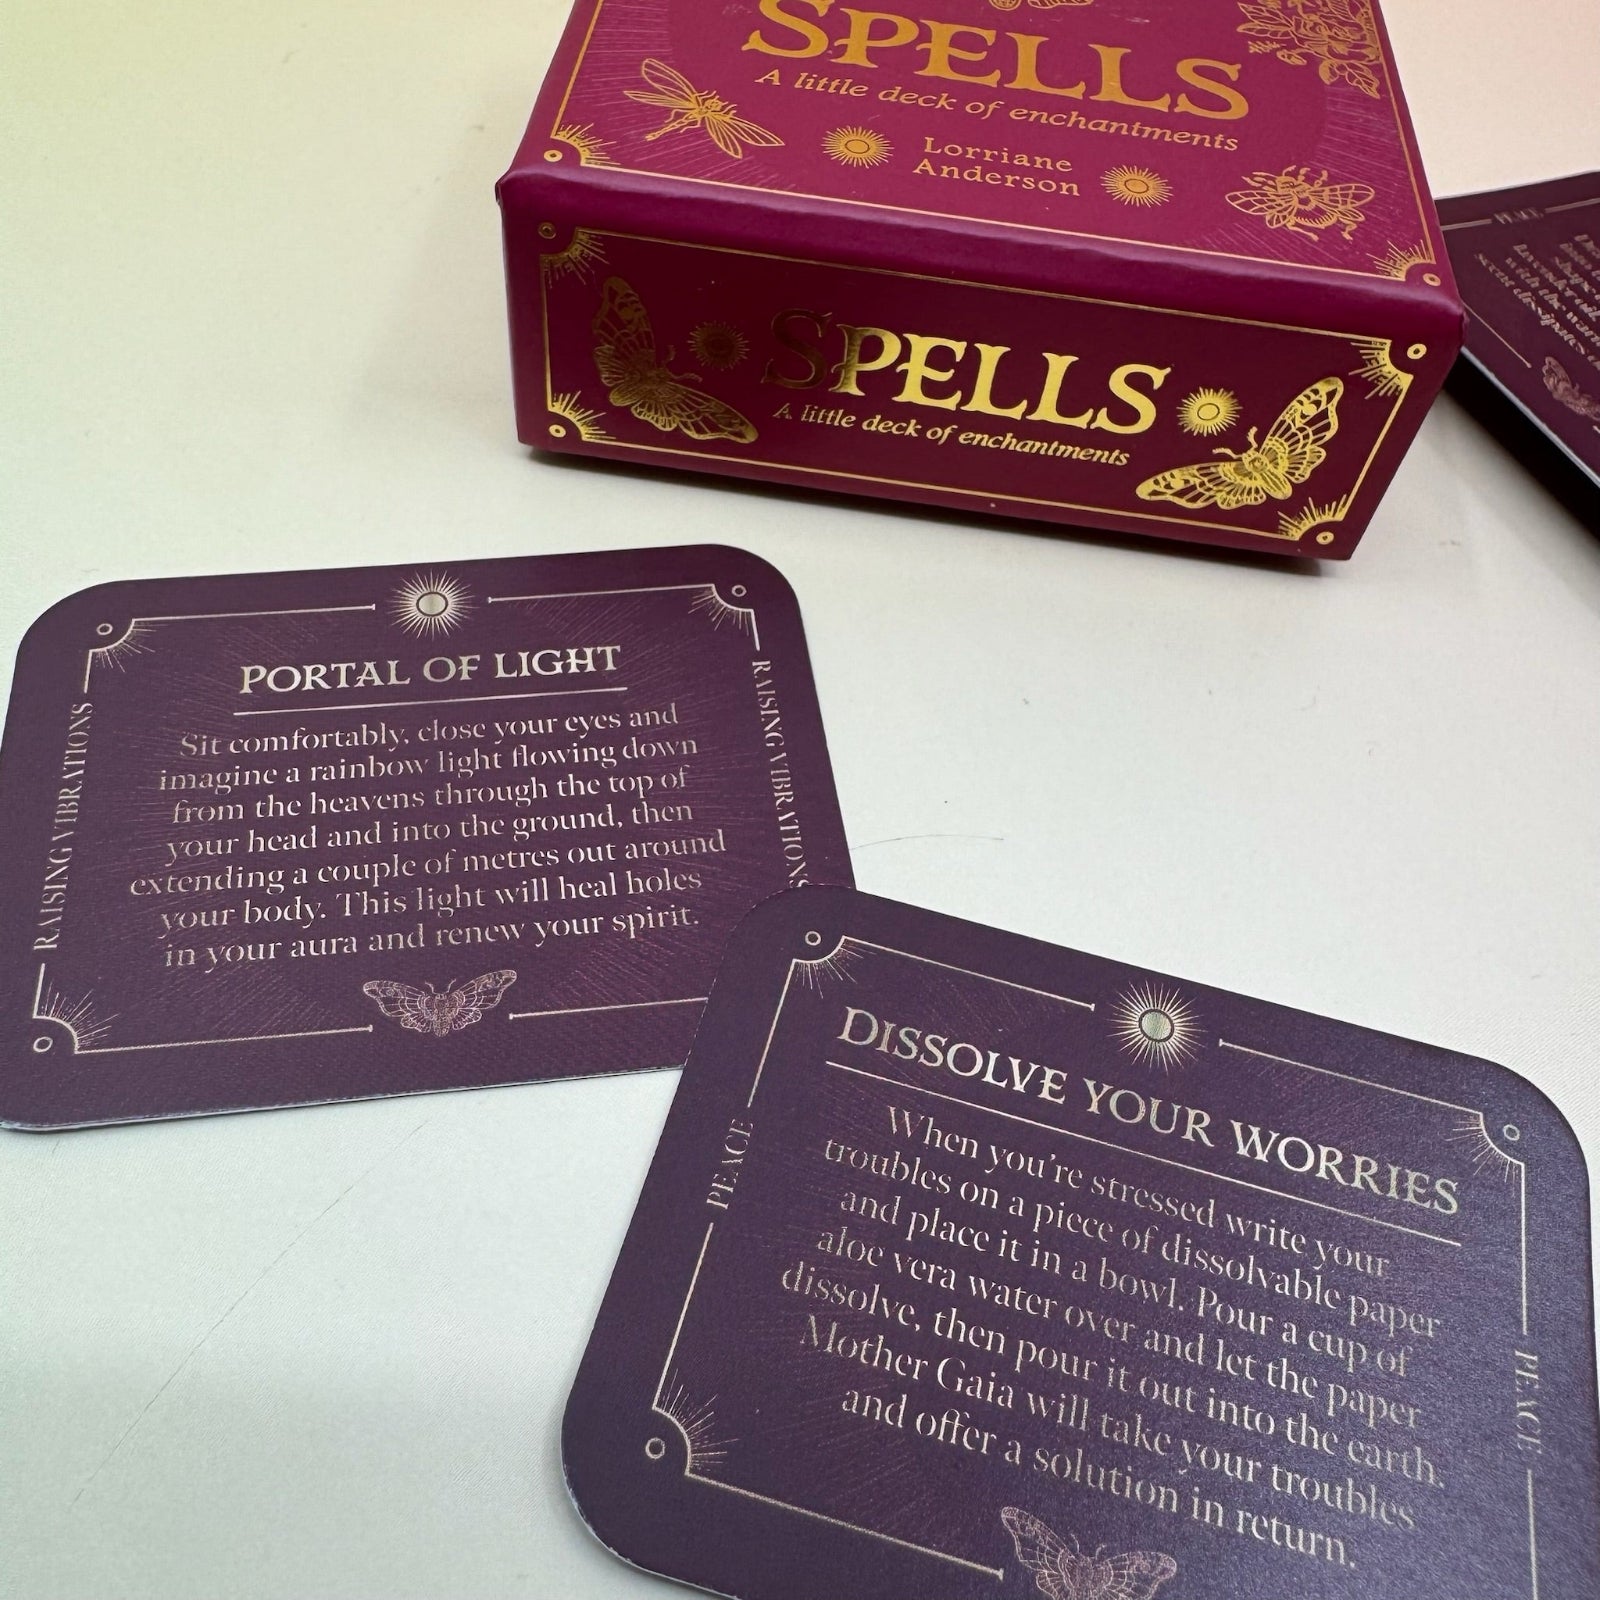 SPELLS
A little deck of enchantments
Lorriane
Anderson
SPELLS
A little deck of enchantments
PEACE
PORTAL OF LIGHT
Sit comfortably, close your eyes and
imagine a rainbow light flowing down
from the heavens through the top of
your head and into the ground, then
extending a couple of metres out around
your body. This light will heal holes
in your aura and renew your spirit.
RAISING VIBRATIONS
RAISING VIBRATIONS
DISSOLVE YOUR WORRIES
When you're stressed write your
troubles on a piece of dissolvable paper
and place it in a bowl. Pour a cup of
aloe vera water over and let the paper
dissolve, then pour it out into the earth.
Mother Gaia will take your troubles
and offer a solution in return.
PEACE
PEACE